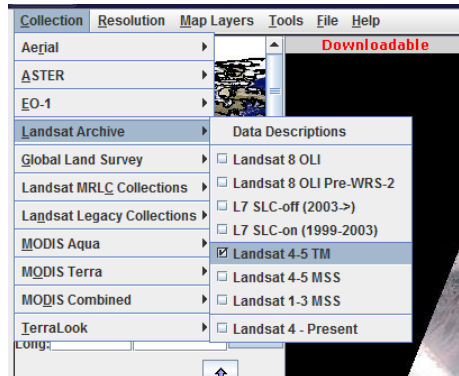 Collection Resolution Map Layers Tools File Help
Downloadable
Aerial
ASTER
EO-1
Landsat Archive
Global Land Survey
Landsat MRLC Collections
Landsat Legacy Collections
MODIS Aqua
MODIS Terra
MODIS Combined
TerraLook
Data Descriptions
Landsat 8 OLI
Landsat 8 OLI Pre-WRS-2
L7 SLC-off (2003->)
L7 SLC-on (1999-2003)
Landsat 4-5 TM
Landsat 4-5 MSS
Landsat 1-3 MSS
Landsat 4 - Present
Long: